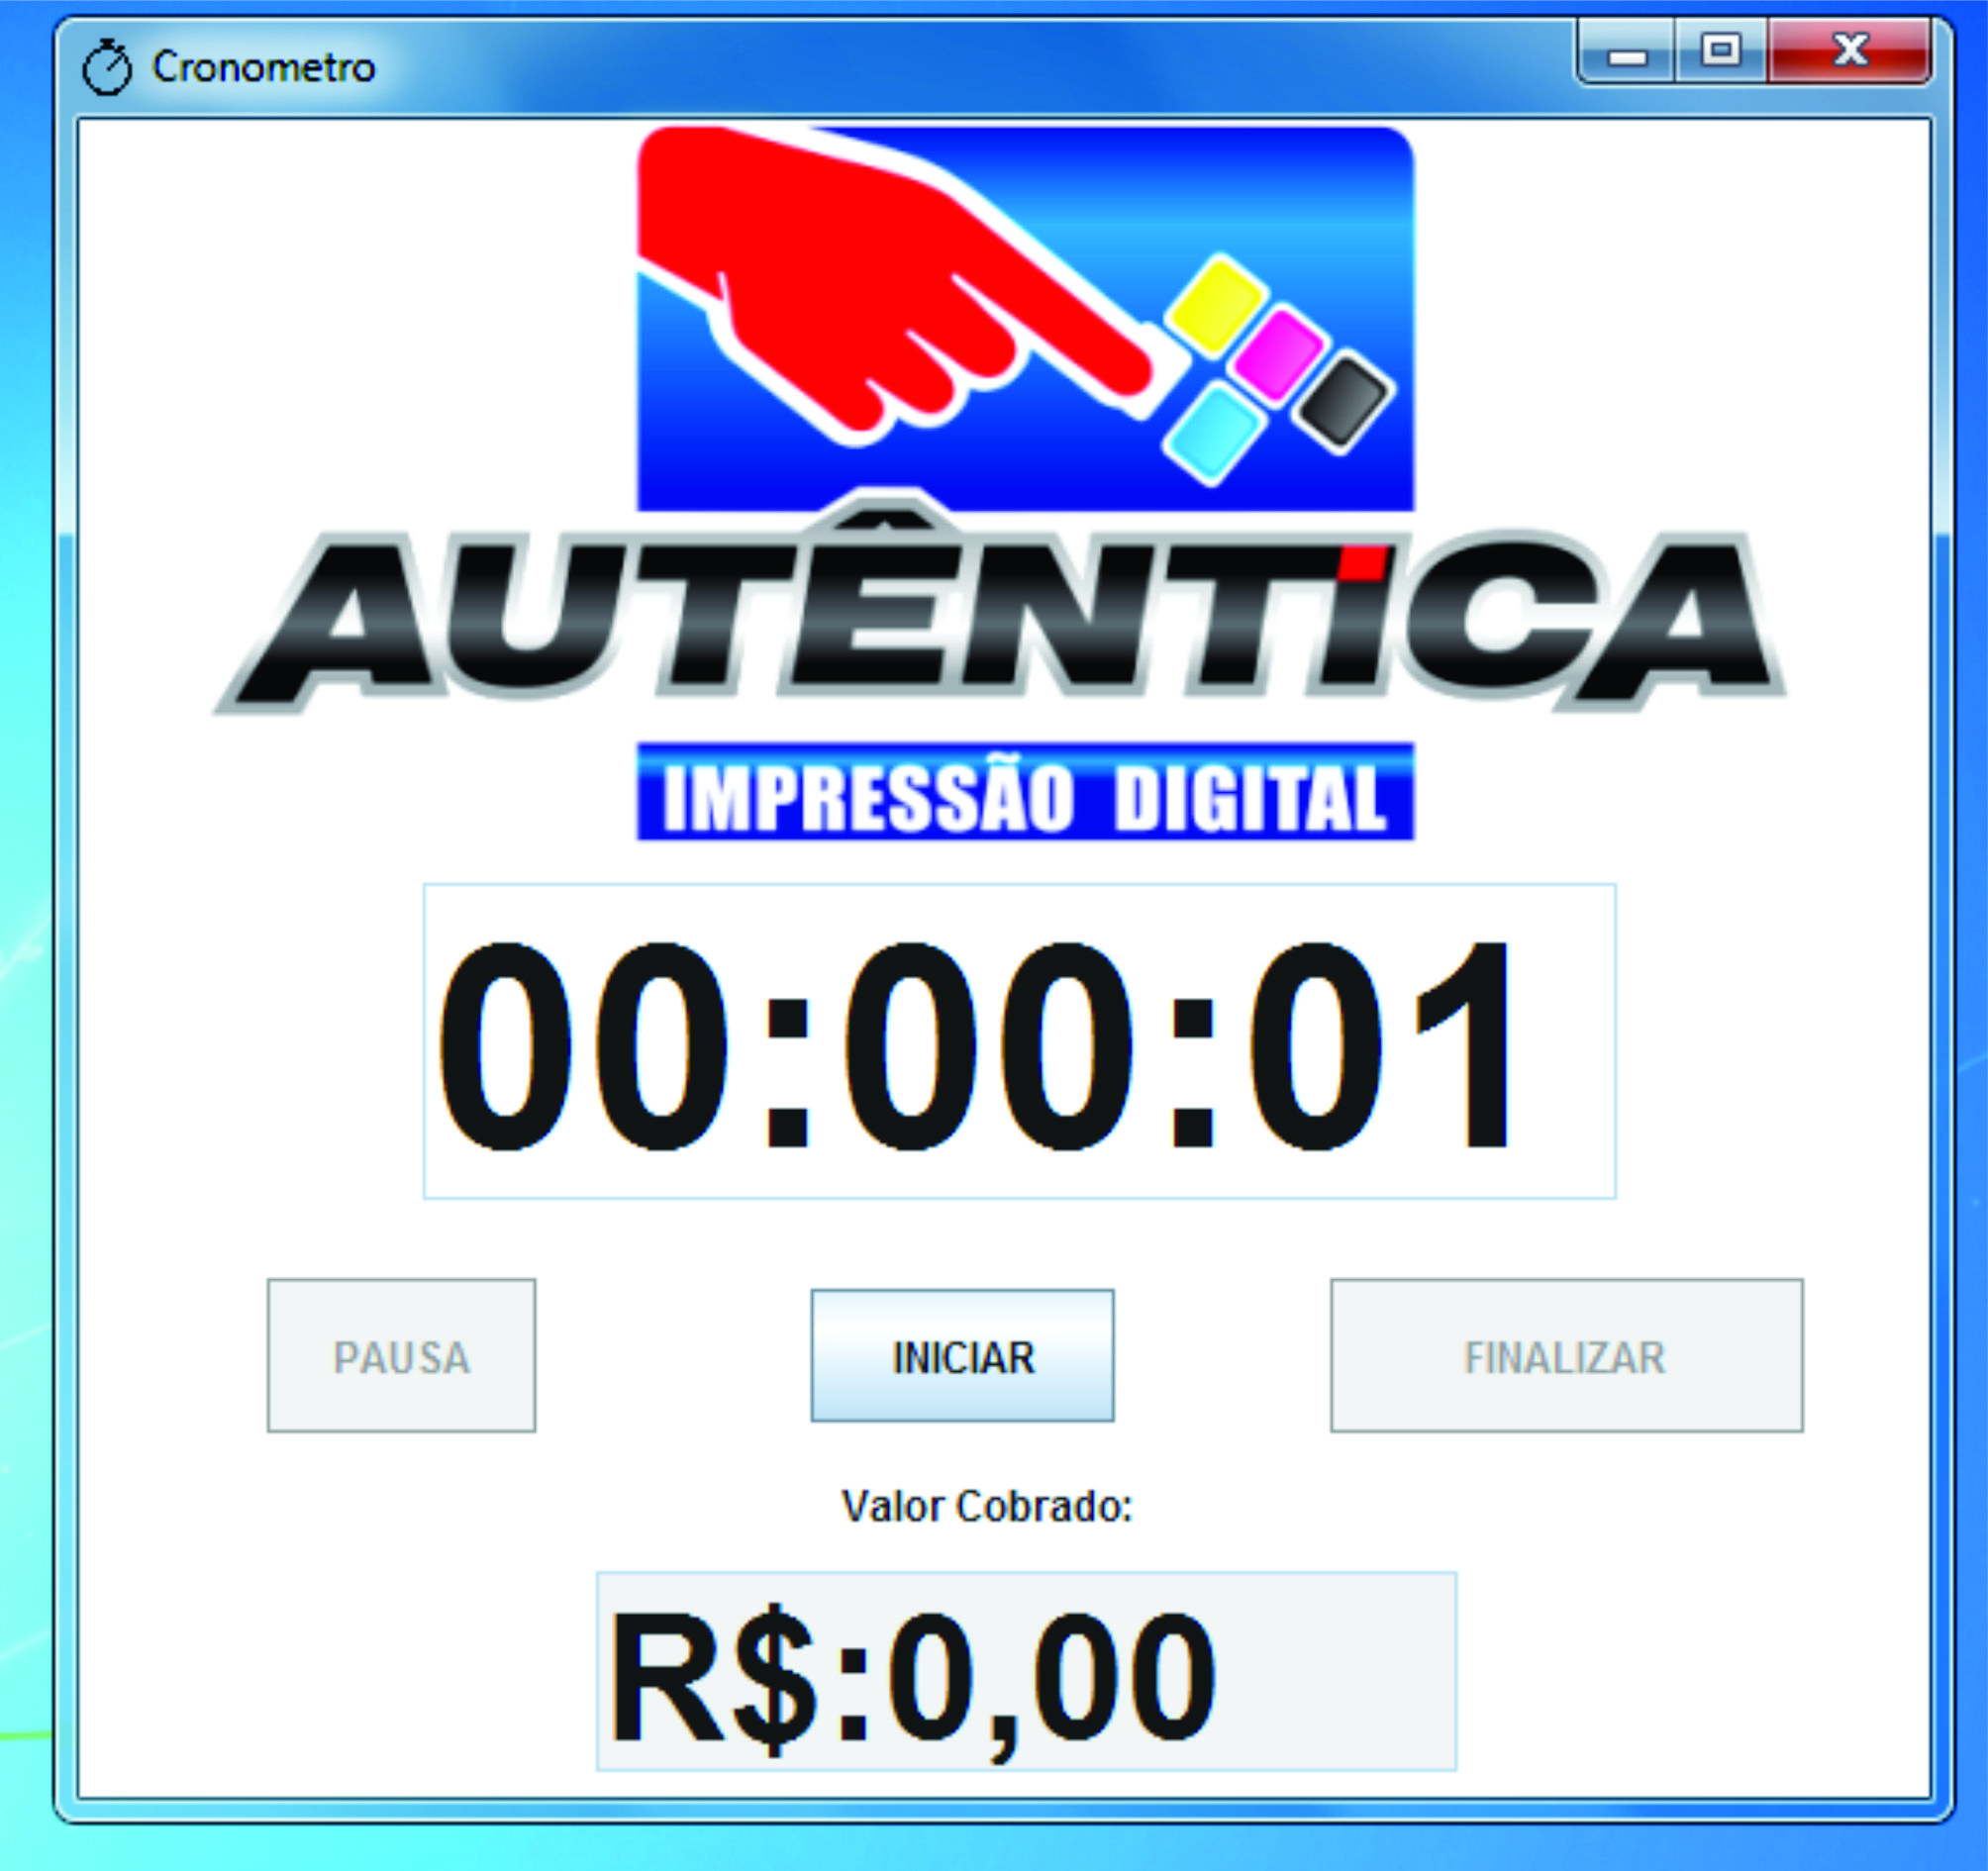 Cronometro
AUTÊNTiCA
IMPRESSÃO DIGITAL
00:00:01
PAUSA INICIAR FINALIZAR
Valor Cobrado:
R$:0,00